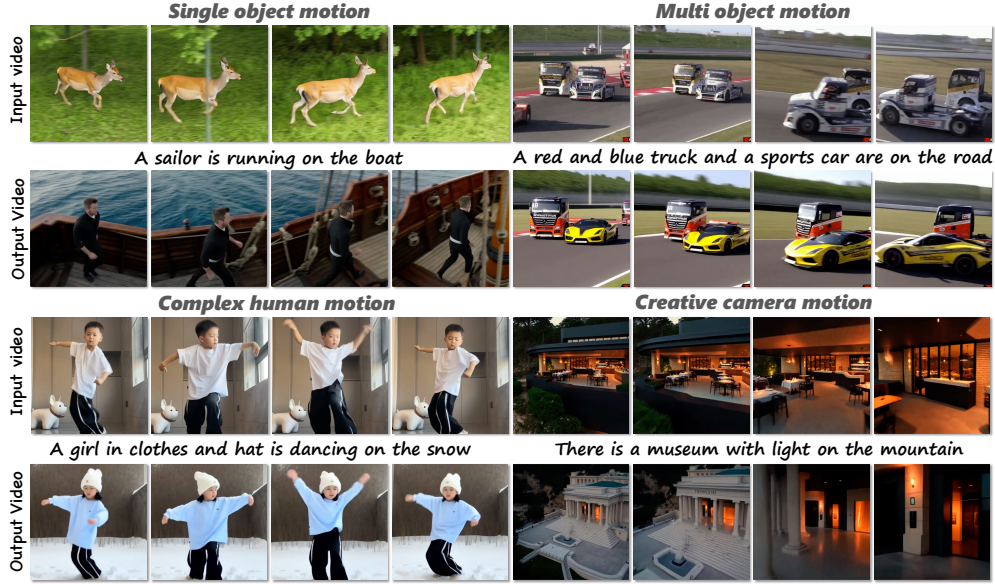 Single object motion
Multi object motion
Input video
A sailor is running on the boat
A red and blue truck and a sports car are on the road
Output Video
Complex human motion
Creative camera motion
Input video
A girl in clothes and hat is dancing on the snow
There is a museum with light on the mountain
Output Video